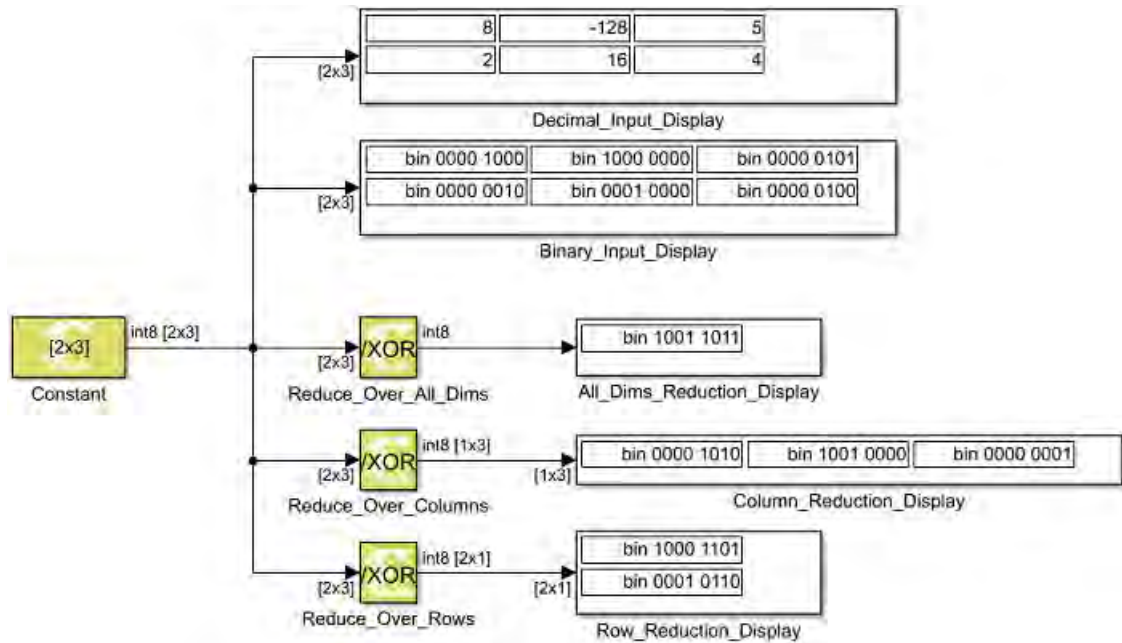 8 -128 5
[2x3] 2 16 4
Decimal_Input_Display
bin 0000 1000 bin 1000 0000 bin 0000 0101
[2x3] bin 0000 0010 bin 0001 0000 bin 0000 0100
Binary_Input_Display
[2x3] int8 [2x3] [2x3] /XOR int8 bin 1001 1011
Constant Reduce_Over_All_Dims All_Dims_Reduction_Display
[2x3] /XOR int8 [1x3] [1x3] bin 0000 1010 bin 1001 0000 bin 0000 0001
Reduce_Over_Columns Column_Reduction_Display
[2x3] /XOR int8 [2x1] [2x1] bin 1000 1101
bin 0001 0110
Reduce_Over_Rows Row_Reduction_Display